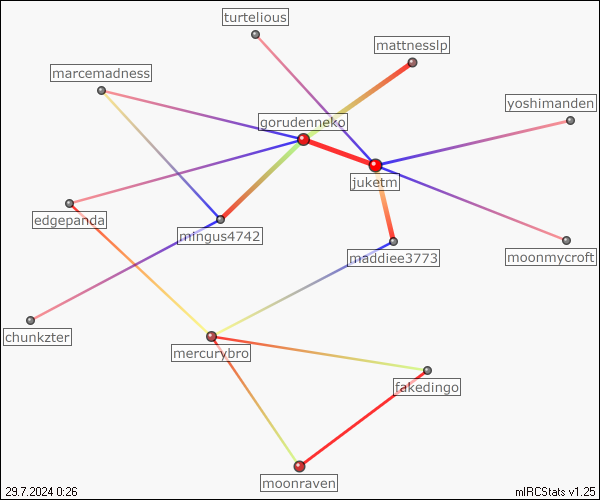 turtelious
mattnesslp
marcemadness
yoshimanden
gorudenneko
juketm
edgepanda
mingus4742
maddiee3773
moonmycroft
chunkzter
mercurybro
fakedingo
moonraven
29.7.2024 0:26
mIRCStats v1.25